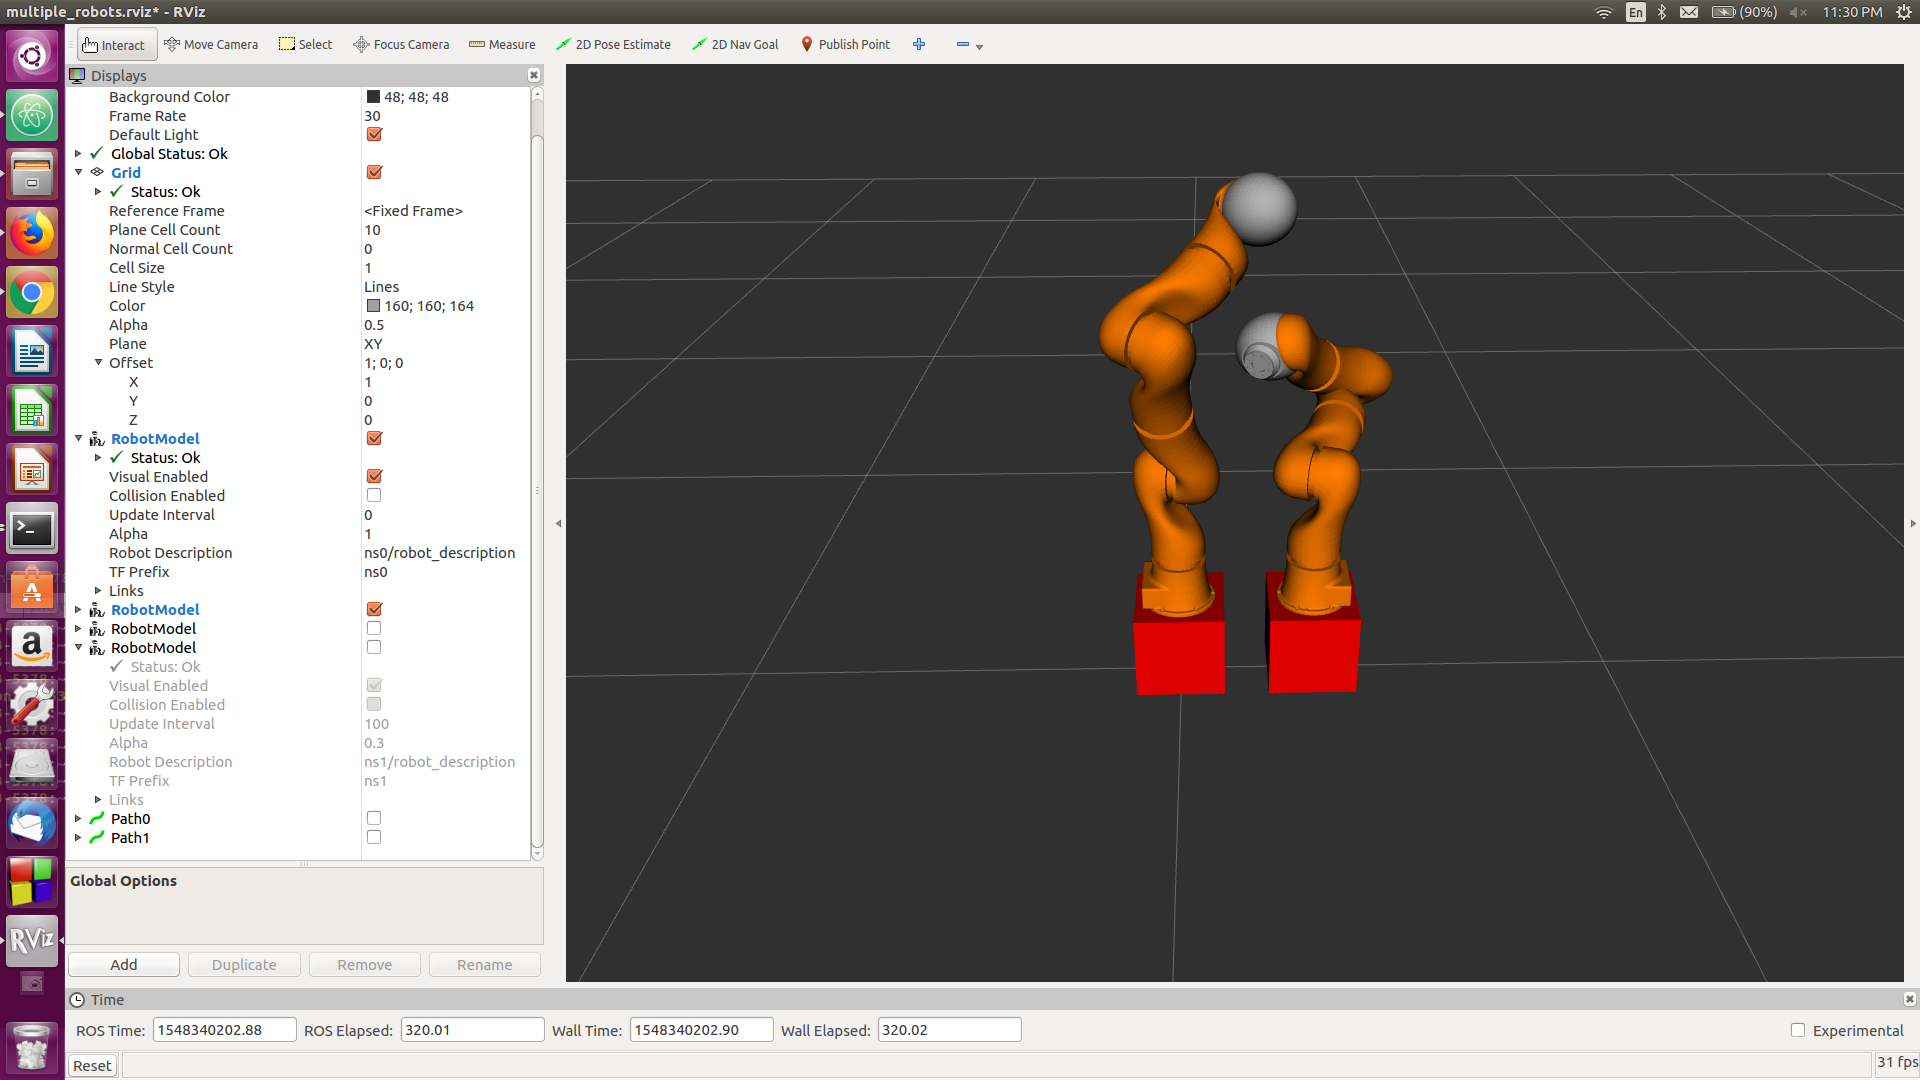 multiple_robots.rviz* - RViz
En
(90%)
11:30 PM
Interact
Move Camera
Select
Focus Camera
Measure
2D Pose Estimate
2D Nav Goal
Publish Point
Displays
Background Color 48; 48; 48
Frame Rate 30
Default Light
Global Status: Ok
Grid
Status: Ok
Reference Frame <Fixed Frame>
Plane Cell Count 10
Normal Cell Count 0
Cell Size 1
Line Style Lines
Color 160; 160; 164
Alpha 0.5
Plane XY
Offset 1; 0; 0
X 1
Y 0
Z 0
RobotModel
Status: Ok
Visual Enabled
Collision Enabled
Update Interval 0
Alpha 1
Robot Description ns0/robot_description
TF Prefix ns0
Links
RobotModel
RobotModel
RobotModel
Status: Ok
Visual Enabled
Collision Enabled
Update Interval 100
Alpha 0.3
Robot Description ns1/robot_description
TF Prefix ns1
Links
Path0
Path1
Global Options
Add
Duplicate
Remove
Rename
RViz
Time
ROS Time: 1548340202.88
ROS Elapsed: 320.01
Wall Time: 1548340202.90
Wall Elapsed: 320.02
Experimental
Reset
31 fps